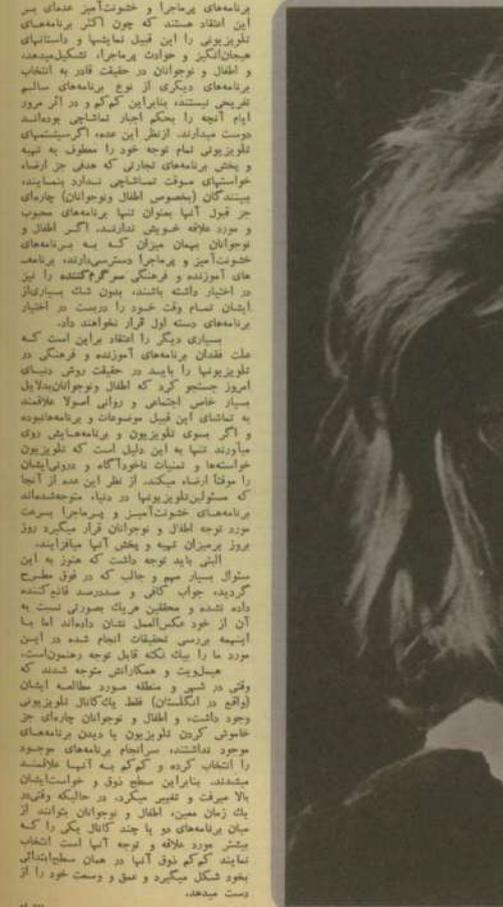 برنامه‌های پرماجرا و خشونت‌آمیز عده‌ای بر
این اعتقاد هستند که چون اکثر برنامه‌های
تلویزیونی را این قبیل نمایشها و داستانهای
هیجان‌انگیز و حوادث پرماجرا، تشکیل‌میدهد،
و اطفال و نوجوانان در حقیقت قادر به انتخاب
برنامه‌های دیگری از نوع برنامه‌های سالم
تفریحی نیستند، بنابراین کم‌کم و در اثر مرور
ایام آنچه را بحکم اجبار تماشاچی بوده‌اند
دوست میدارند. ازنظر این عده، اگرسیستمهای
تلویزیونی تمام توجه خود را معطوف به تهیه
و پخش برنامه‌های تجارتی که هدفی جز ارضاء
خواستهای موقت تماشاچی ندارد بنمایند،
بینندگان (بخصوص اطفال ونوجوانان) چاره‌ای
جز قبول آنها بعنوان تنها برنامه‌های محبوب
و مورد علاقه خویش ندارند. اگر اطفال و
نوجوانان بهمان میزان که به برنامه‌های
خشونت‌آمیز و پرماجرا دسترسی‌دارند، برنامه‌
های آموزنده و فرهنگی سرگرم‌کننده را نیز
در اختیار داشته باشند، بدون شك بسیاری‌از
ایشان تمام وقت خود را دربست در اختیار
برنامه‌های دسته اول قرار نخواهند داد.
بسیاری دیگر را اعتقاد براین است که
علت فقدان برنامه‌های آموزنده و فرهنگی در
تلویزیونها را باید در حقیقت روش دنیای
امروز جستجو کرد که اطفال ونوجوانان‌بدلایل
بسیار خاص اجتماعی و روانی اصولا علاقمند
به تماشای این قبیل موضوعات و برنامه‌هانبوده
و اگر بسوی تلویزیون و برنامه‌هایش روی
میآورند تنها به این دلیل است که تلویزیون
خواسته‌ها و تمنیات ناخودآگاه و درونی‌ایشان
را موقتاً ارضاء میکند. از نظر این عده از آنجا
که مسئولین‌تلویزیونها در دنیا، متوجه‌شده‌اند
برنامه‌های خشونت‌آمیز و پرماجرا بسرعت
مورد توجه اطفال و نوجوانان قرار میگیرد روز
بروز برمیزان تهیه و پخش آنها میافزایند.
البتی باید توجه داشت که هنوز به این
سئوال بسیار مهم و جالب که در فوق مطرح
گردید، جواب کافی و صددرصد قانع‌کننده
داده نشده و محققین هریك بصورتی نسبت به
آن از خود عکس‌العمل نشان داده‌اند اما با
اینهمه بررسی تحقیقات انجام شده در این
مورد ما را بیك نکته قابل توجه رهنمون‌است.
هیملویت و همکارانش متوجه شدند که
وقتی در شهر و منطقه مورد مطالعه ایشان
(واقع در انگلستان) فقط یك‌کانال تلویزیونی
وجود داشت، و اطفال و نوجوانان چاره‌ای جز
خاموش کردن تلویزیون یا دیدن برنامه‌های
موجود نداشتند، سرانجام برنامه‌های موجود
را انتخاب کرده و کم‌کم به آنها علاقمند
میشدند. بنابراین سطح ذوق و خواست‌ایشان
بالا میرفت و تغییر میکرد. در حالیکه وقتی‌در
یك زمان معین، اطفال و نوجوانان بتوانند از
میان برنامه‌های دو یا چند کانال یکی را که
بیشتر مورد علاقه و توجه آنها است انتخاب
نمایند کم‌کم ذوق آنها در همان سطح‌ابتدائی
بخود شکل میگیرد و عمق و وسعت خود را از
دست میدهد.